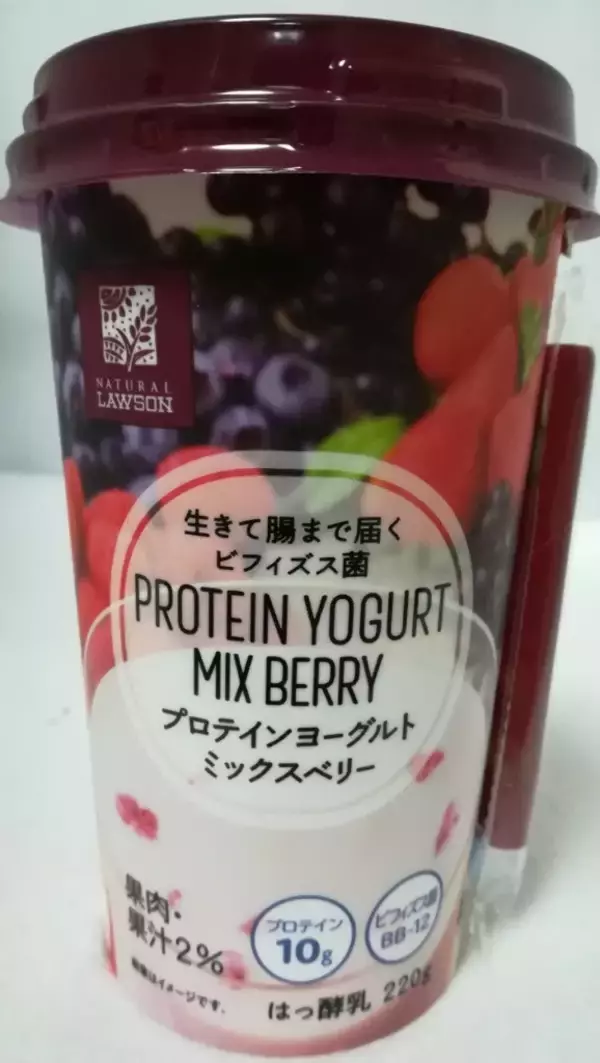 NATURAL
LAWSON
生きて腸まで届く
ビフィズス菌
PROTEIN YOGURT
MIX BERRY
プロテインヨーグルト
ミックスベリー
果肉・
果汁2%
画像はイメージです。
プロテイン
10g
ビフィズス菌
BB-12
はっ酵乳 220g